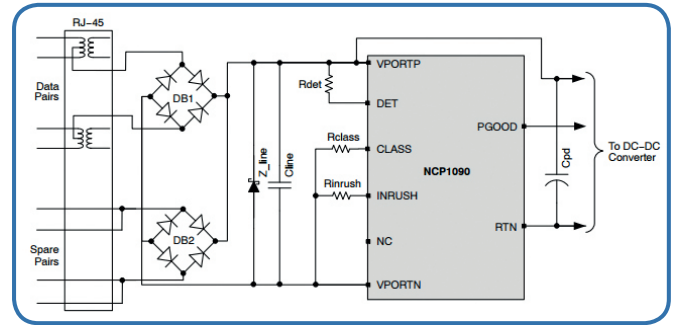 RJ-45
Data
Pairs
DB1
Rdet
VPORTP
DET
PGOOD
Rclass
CLASS
To DC-DC
Converter
Z_line
Cline
NCP1090
Cpd
Rinrush
INRUSH
RTN
Spare
Pairs
DB2
NC
VPORTN